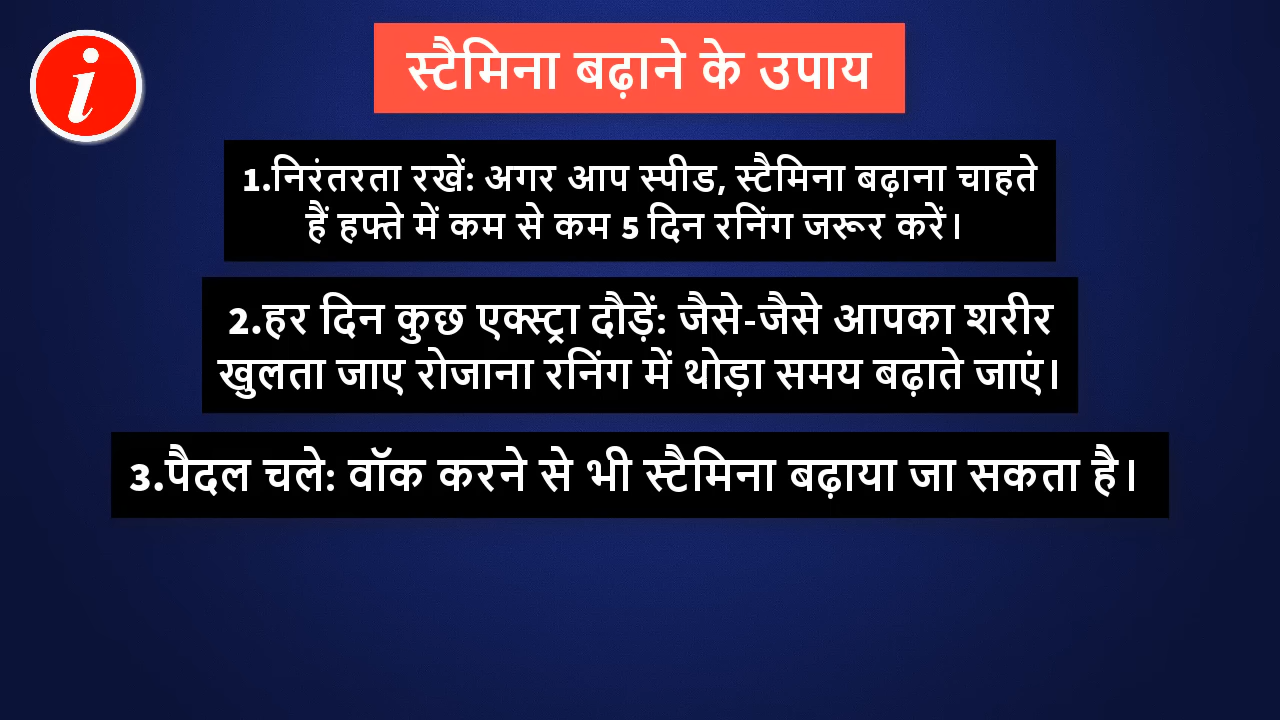 i
स्टैमिना बढ़ाने के उपाय
1.निरंतरता रखें: अगर आप स्पीड, स्टैमिना बढ़ाना चाहते
हैं हफ्ते में कम से कम 5 दिन रनिंग जरूर करें।
2.हर दिन कुछ एक्स्ट्रा दौड़ें: जैसे-जैसे आपका शरीर
खुलता जाए रोजाना रनिंग में थोड़ा समय बढ़ाते जाएं।
3.पैदल चले: वॉक करने से भी स्टैमिना बढ़ाया जा सकता है।